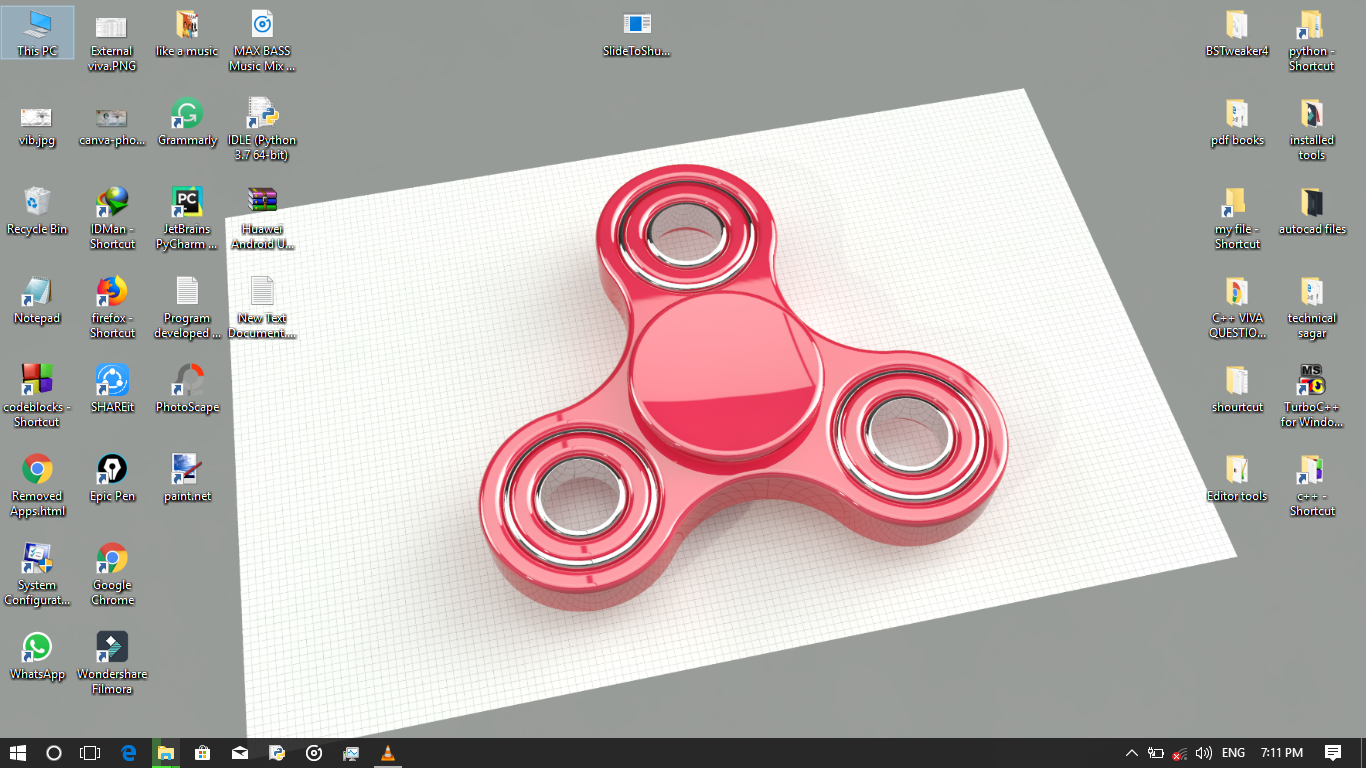 This PC
External
viva.PNG
like a music
MAX BASS
Music Mix ...
SlideToShu...
BSTweaker4
python -
Shortcut
vib.jpg
canva-pho...
Grammarly
IDLE (Python
3.7 64-bit)
pdf books
installed
tools
Recycle Bin
IDMan -
Shortcut
PC
JetBrains
PyCharm ...
Huawei
Android U...
my file -
Shortcut
autocad files
Notepad
firefox -
Shortcut
Program
developed ...
New Text
Document....
C++ VIVA
QUESTIO...
technical
sagar
codeblocks -
Shortcut
SHAREit
PhotoScape
shourtcut
MS
TurboC++
for Windo...
Removed
Apps.html
Epic Pen
paint.net
Editor tools
c++ -
Shortcut
System
Configurat...
Google
Chrome
WhatsApp
Wondershare
Filmora
ENG
7:11 PM